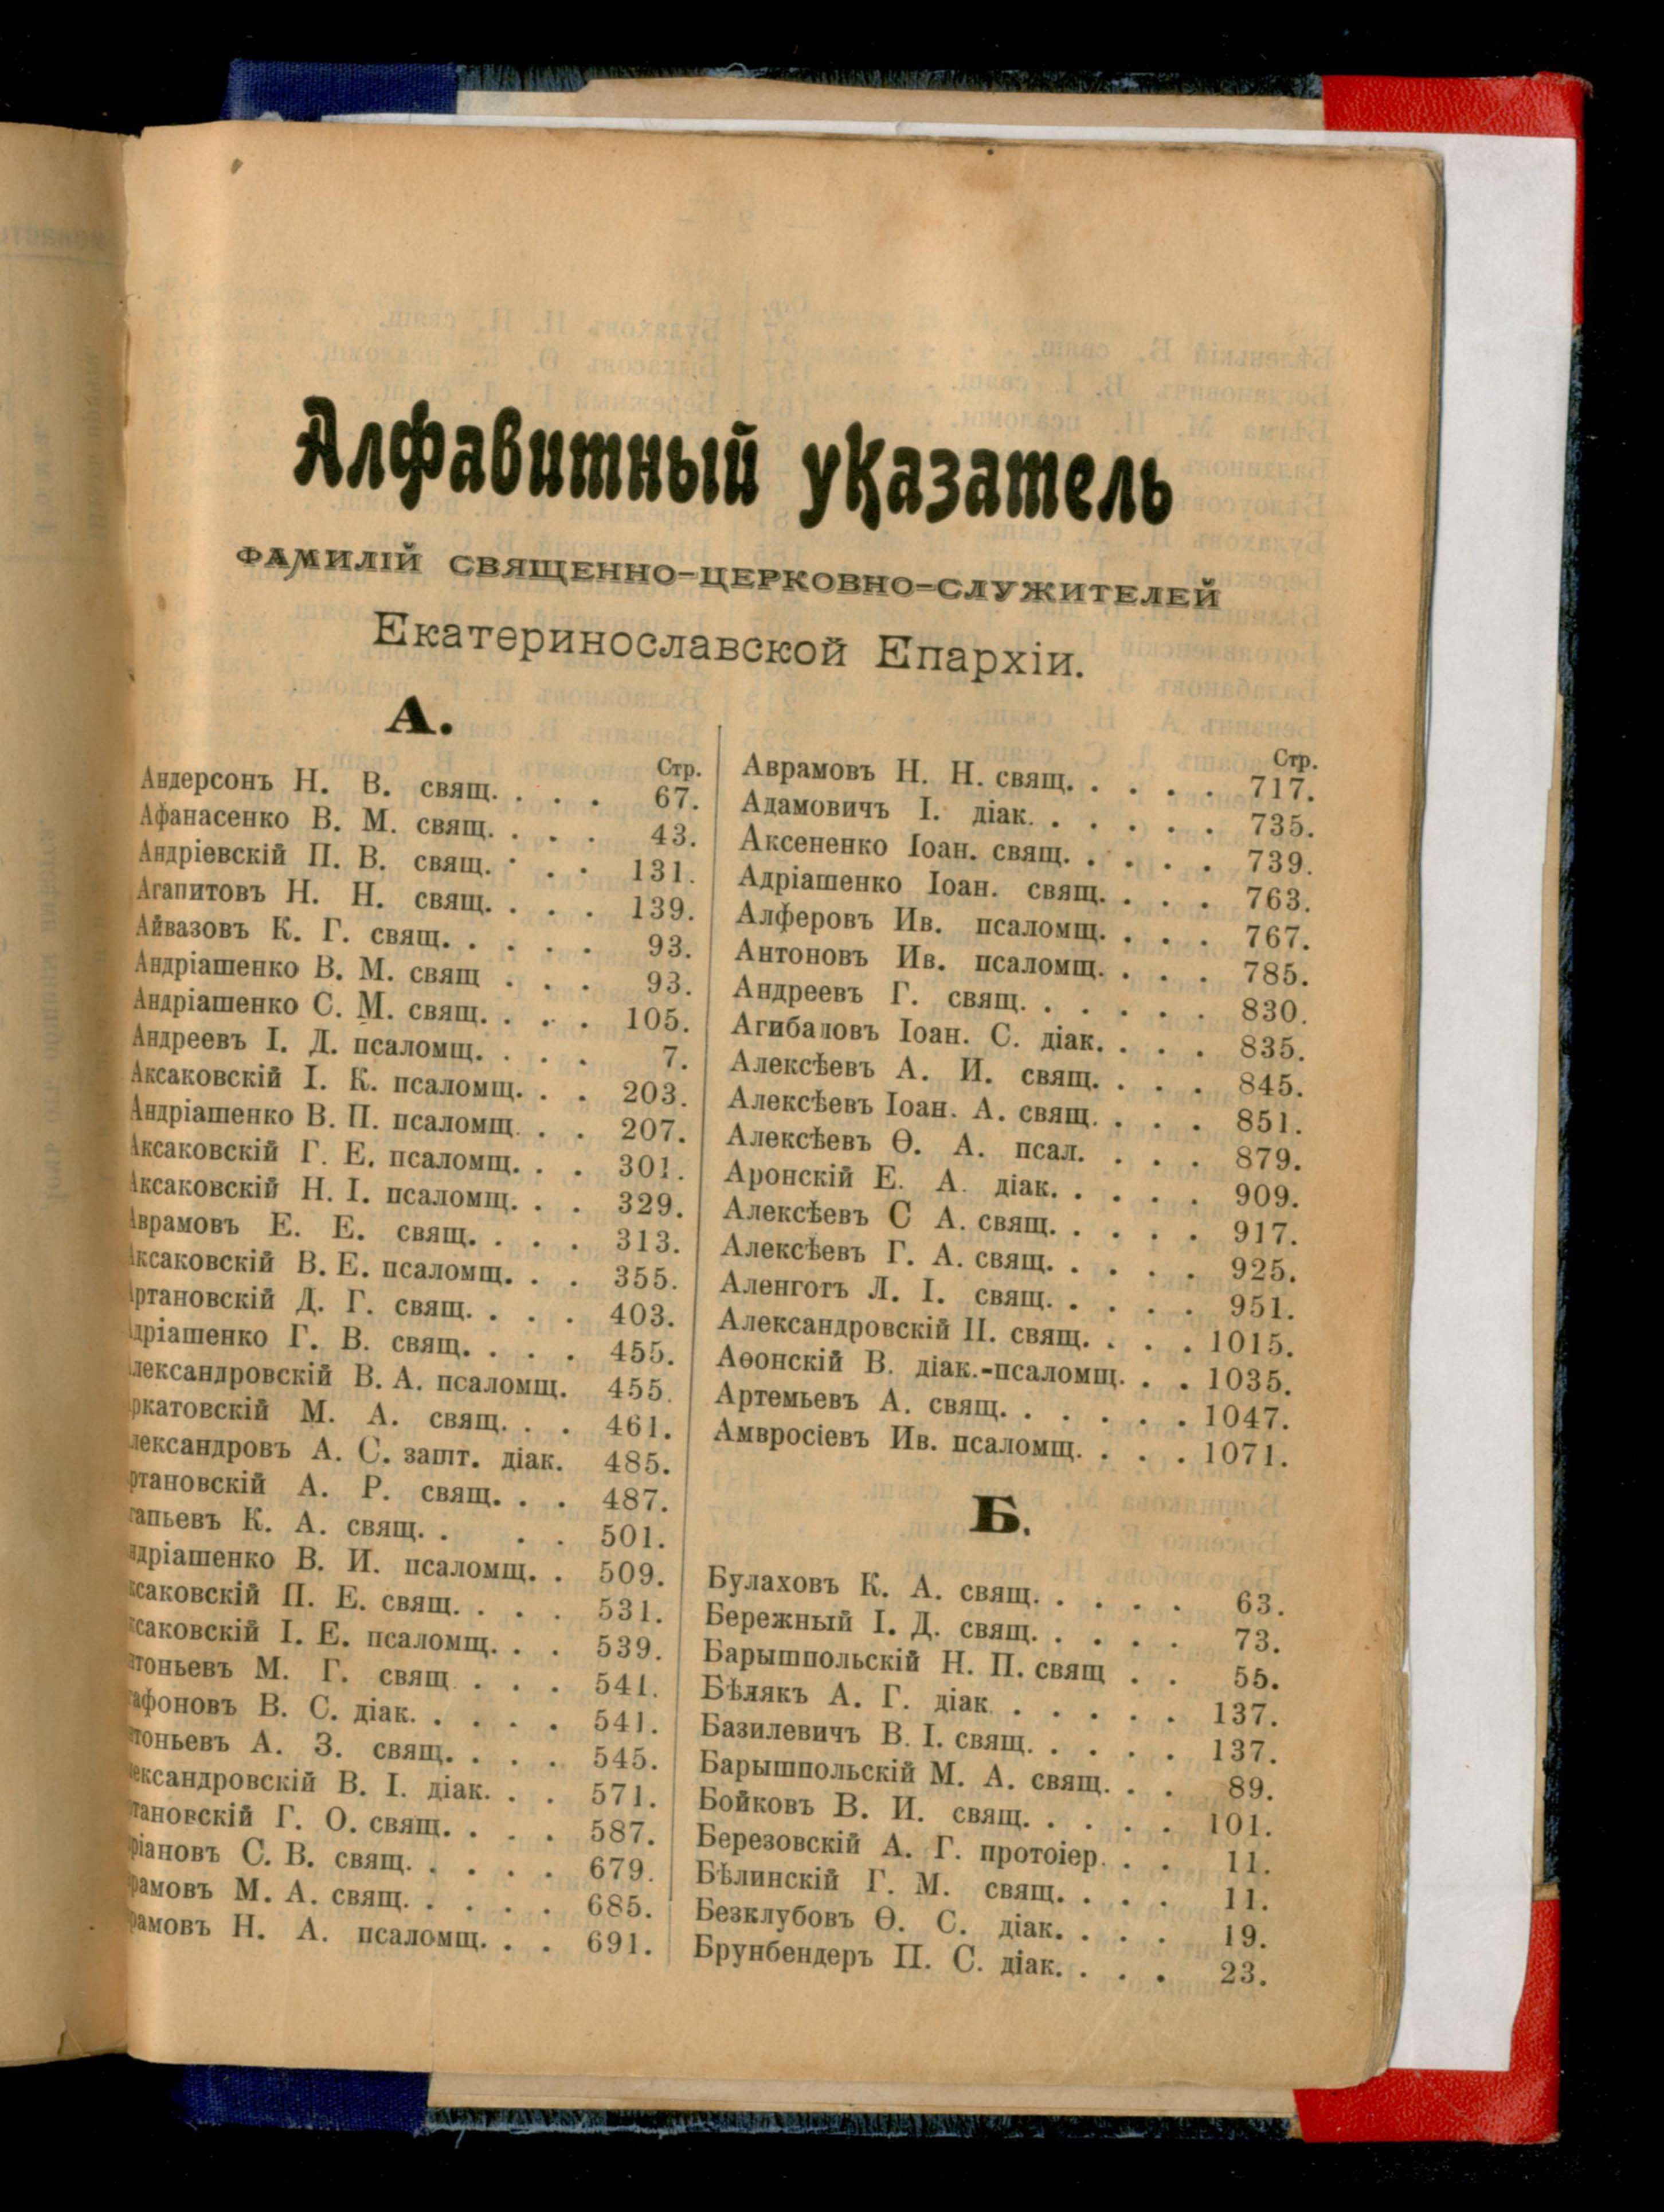 Алфавитный указатель
ФАМИЛІЙ СВЯЩЕННО-ЦЕРКОВНО-СЛУЖИТЕЛЕЙ
Екатеринославской Епархіи.
А.
Стр.
Андерсонъ Н. В. свящ. . . . 67.
Афанасенко В. М. свящ. . . . 43.
Андріевскій П. В. свящ. . . . 131.
Агапитовъ Н. Н. свящ. . . . 139.
Айвазовъ К. Г. свящ. . . . . 93.
Андріашенко В. М. свящ . . . 93.
Андріашенко С. М. свящ. . . . 105.
Андреевъ І. Д. псаломщ. . . . 7.
Аксаковскій І. К. псаломщ. . . 203.
Андріашенко В. П. псаломщ. . . 207.
Аксаковскій Г. Е. псаломщ. . . 301.
Аксаковскій Н. І. псаломщ. . . 329.
Аврамовъ Е. Е. свящ. . . . 313.
Аксаковскій В. Е. псаломщ. . . 355.
Артановскій Д. Г. свящ. . . . 403.
Адріашенко Г. В. свящ. . . . 455.
лександровскій В. А. псаломщ. 455.
ркатовскій М. А. свящ. . . 461.
лександровъ А. С. зашт. діак. 485.
ртановскій А. Р. свящ. . . 487.
гапьевъ К. А. свящ. . . . 501.
ндріашенко В. И. псаломщ. . 509.
ксаковскій П. Е. свящ. . . . 531.
ксаковскій І. Е. псаломщ. . . 539.
нтоньевъ М. Г. свящ . . . 541.
гафоновъ В. С. діак. . . . . 541.
нтоньевъ А. З. свящ. . . . 545.
лександровскій В. І. діак. . . 571.
тановскій Г. О. свящ. . . . 587.
ріановъ С. В. свящ. . . . . 679.
рамовъ М. А. свящ. . . . . 685.
рамовъ Н. А. псаломщ. . . 691.
Стр.
Аврамовъ Н. Н. свящ. . . . . 717.
Адамовичъ І. діак. . . . . . 735.
Аксененко Іоан. свящ. . . . . 739.
Адріашенко Іоан. свящ. . . . 763.
Алферовъ Ив. псаломщ. . . . 767.
Антоновъ Ив. псаломщ. . . . 785.
Андреевъ Г. свящ. . . . . . 830.
Агибаловъ Іоан. С. діак. . . . 835.
Алексѣевъ А. И. свящ. . . . 845.
Алексѣевъ Іоан. А. свящ. . . . 851.
Алексѣевъ Ѳ. А. псал. . . . 879.
Аронскій Е. А. діак. . . . . 909.
Алексѣевъ С А. свящ. . . . . 917.
Алексѣевъ Г. А. свящ. . . . . 925.
Аленготъ Л. І. свящ. . . . . 951.
Александровскій П. свящ. . . . 1015.
Аѳонскій В. діак.-псаломщ. . . 1035.
Артемьевъ А. свящ. . . . . . 1047.
Амвросіевъ Ив. псаломщ. . . . 1071.
Б.
Булаховъ К. А. свящ. . . . . 63.
Бережный І. Д. свящ. . . . . 73.
Барышпольскій Н. П. свящ . . 55.
Бѣлякъ А. Г. діак. . . . . . 137.
Базилевичъ В. І. свящ. . . . . 137.
Барышпольскій М. А. свящ. . . 89.
Бойковъ В. И. свящ. . . . . 101.
Березовскій А. Г. протоіер. . . 11.
Бѣлинскій Г. М. свящ. . . . 11.
Безклубовъ Ѳ. С. діак. . . . 19.
Брунбендеръ П. С. діак. . . . 23.